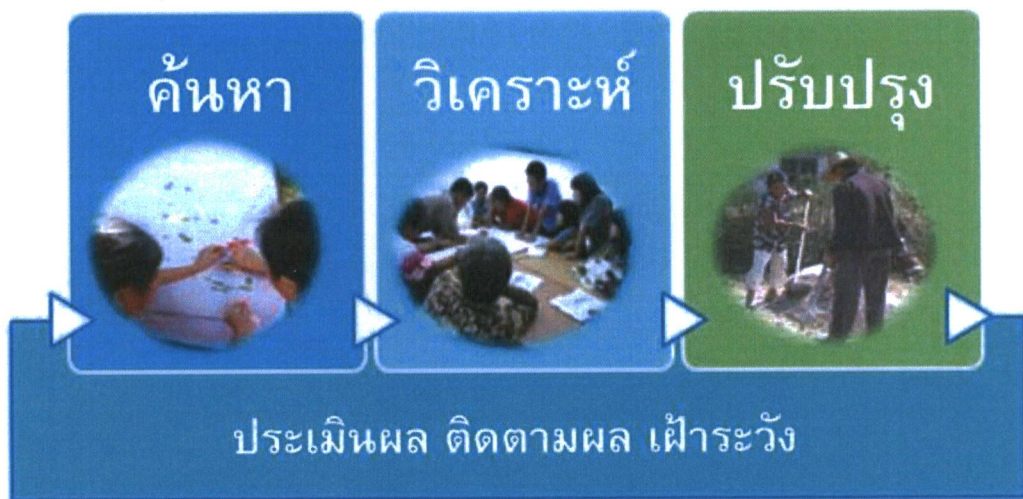 ค้นหา
วิเคราะห์
ปรับปรุง
ประเมินผล ติดตามผล เฝ้าระวัง